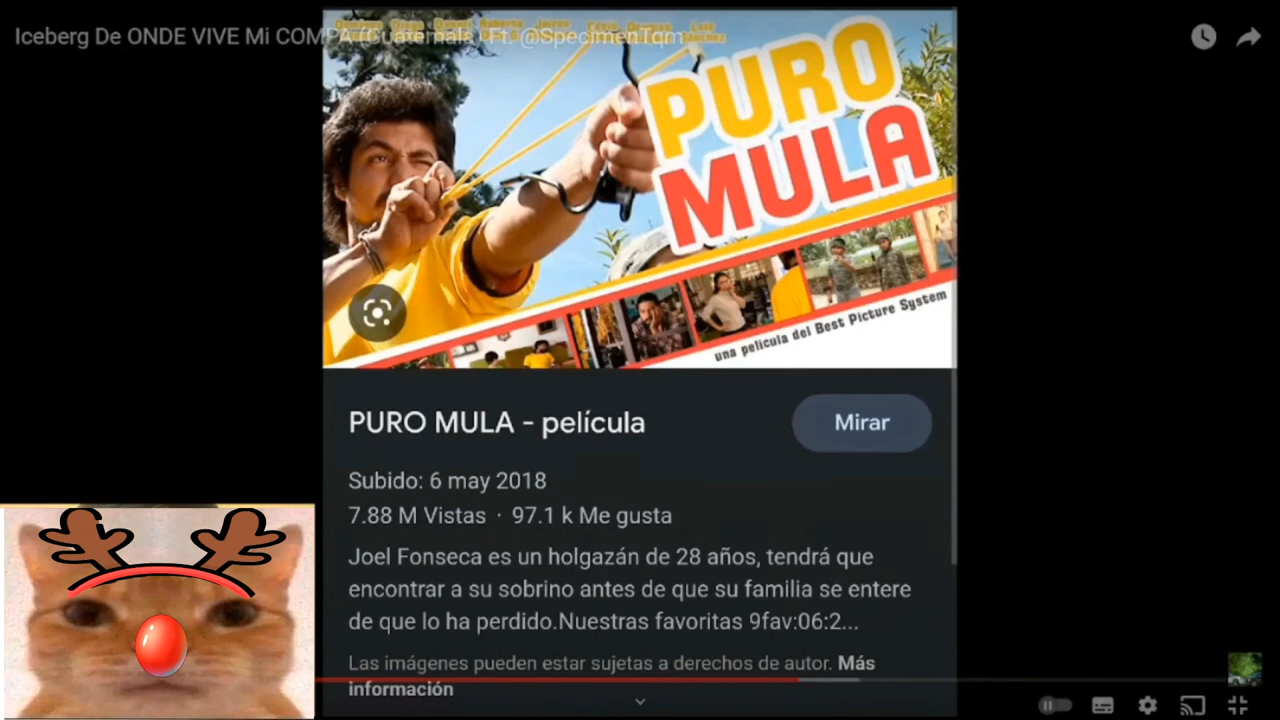 Iceberg De ONDE VIVE Mi COMPA (Guatemala) Ft. @SpecimenTqm
PURO
MULA
una película del Best Picture System
PURO MULA - película
Mirar
Subido: 6 may 2018
7.88 M Vistas · 97.1 k Me gusta
Joel Fonseca es un holgazán de 28 años, tendrá que
encontrar a su sobrino antes de que su familia se entere
de que lo ha perdido.Nuestras favoritas 9fav:06:2...
Las imágenes pueden estar sujetas a derechos de autor. Más
información